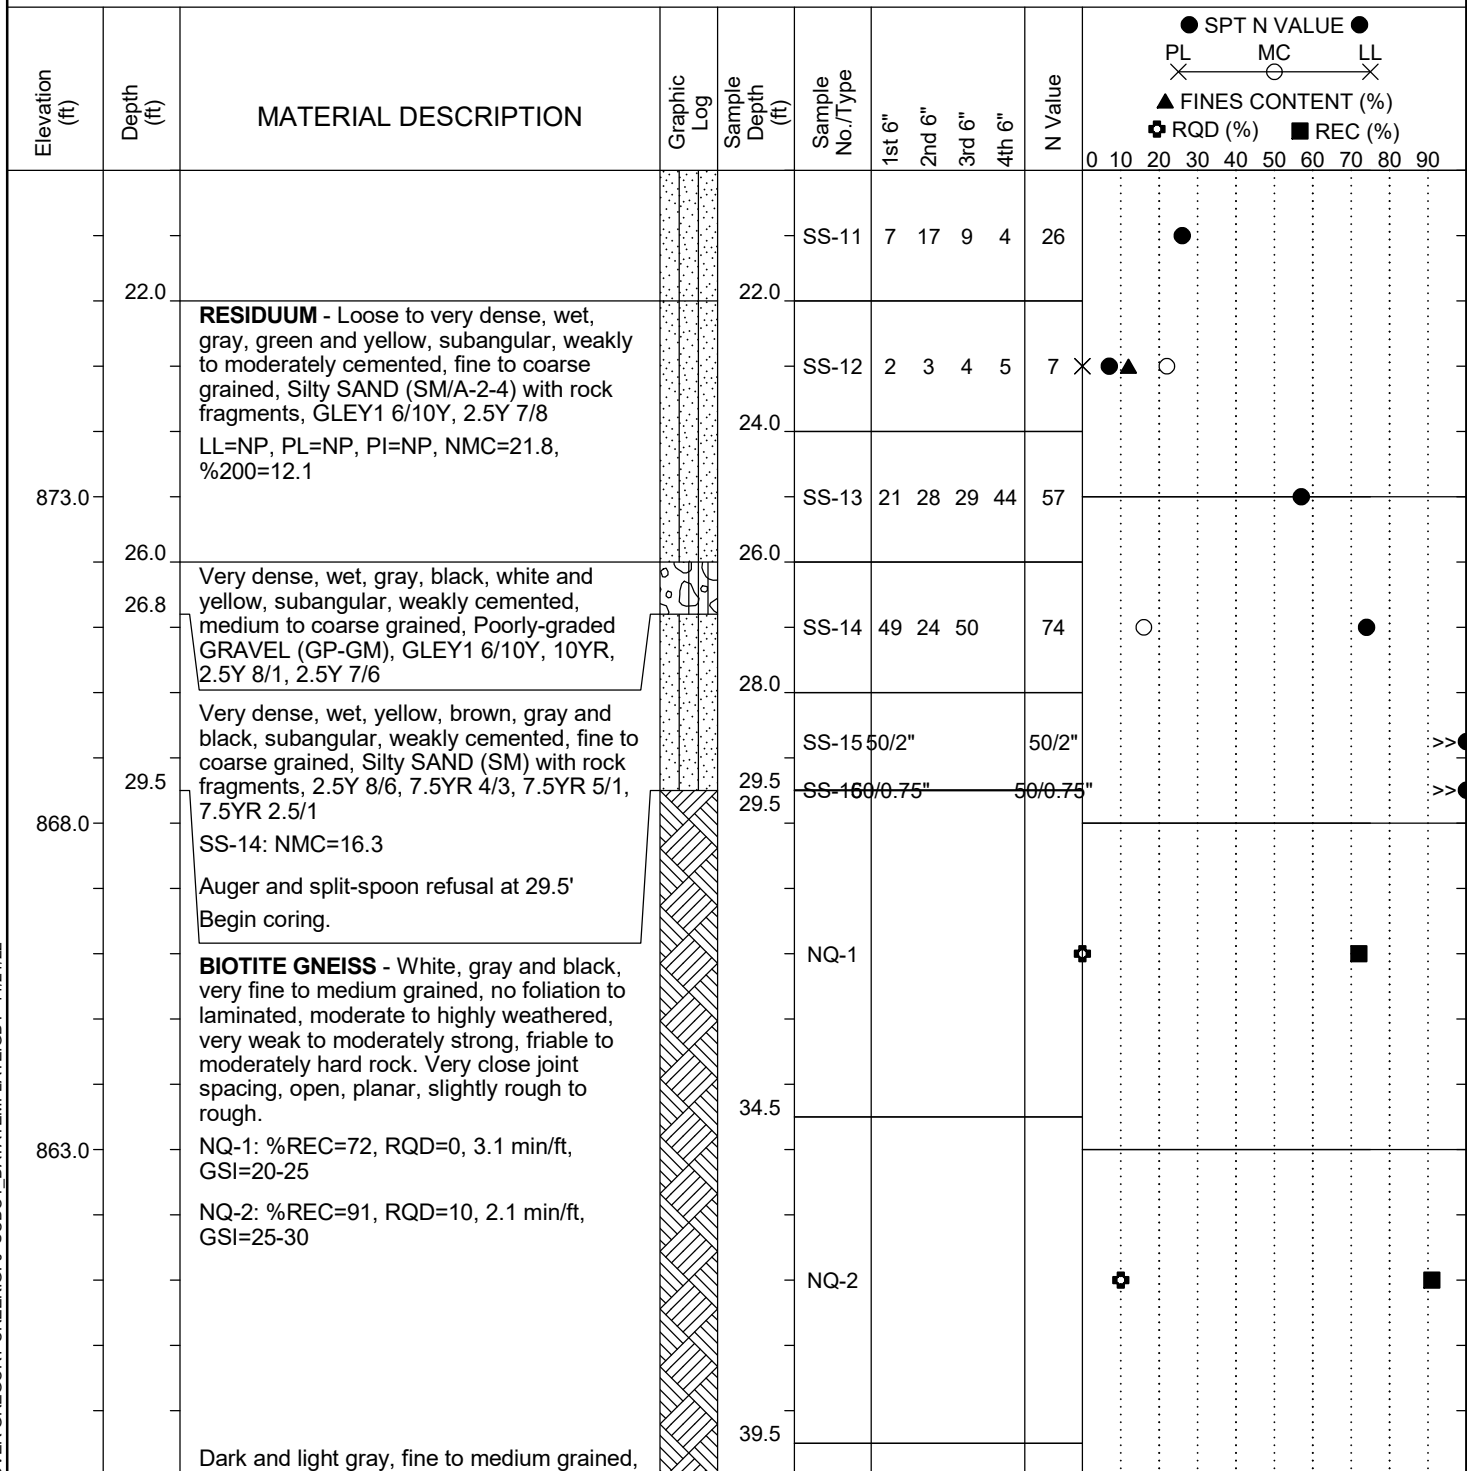 Elevation (ft)
Depth (ft)
MATERIAL DESCRIPTION
Graphic Log
Sample Depth (ft)
Sample No./Type
1st 6"
2nd 6"
3rd 6"
4th 6"
N Value
SPT N VALUE
PL MC LL
FINES CONTENT (%)
RQD (%) REC (%)
0 10 20 30 40 50 60 70 80 90
SS-11 7 17 9 4 26
22.0 22.0
RESIDUUM - Loose to very dense, wet,
gray, green and yellow, subangular, weakly
to moderately cemented, fine to coarse
grained, Silty SAND (SM/A-2-4) with rock
fragments, GLEY1 6/10Y, 2.5Y 7/8
SS-12 2 3 4 5 7
24.0
LL=NP, PL=NP, PI=NP, NMC=21.8,
%200=12.1
873.0
SS-13 21 28 29 44 57
26.0 26.0
Very dense, wet, gray, black, white and
yellow, subangular, weakly cemented,
medium to coarse grained, Poorly-graded
GRAVEL (GP-GM), GLEY1 6/10Y, 10YR,
2.5Y 8/1, 2.5Y 7/6
26.8
SS-14 49 24 50 74
28.0
Very dense, wet, yellow, brown, gray and
black, subangular, weakly cemented, fine to
coarse grained, Silty SAND (SM) with rock
fragments, 2.5Y 8/6, 7.5YR 4/3, 7.5YR 5/1,
7.5YR 2.5/1
SS-15 50/2" 50/2" >>
29.5 29.5
SS-16 50/0.75" 50/0.75" >>
29.5
868.0
SS-14: NMC=16.3
Auger and split-spoon refusal at 29.5'
Begin coring.
BIOTITE GNEISS - White, gray and black,
very fine to medium grained, no foliation to
laminated, moderate to highly weathered,
very weak to moderately strong, friable to
moderately hard rock. Very close joint
spacing, open, planar, slightly rough to
rough.
NQ-1
34.5
863.0
NQ-1: %REC=72, RQD=0, 3.1 min/ft,
GSI=20-25
NQ-2: %REC=91, RQD=10, 2.1 min/ft,
GSI=25-30
NQ-2
39.5
Dark and light gray, fine to medium grained,